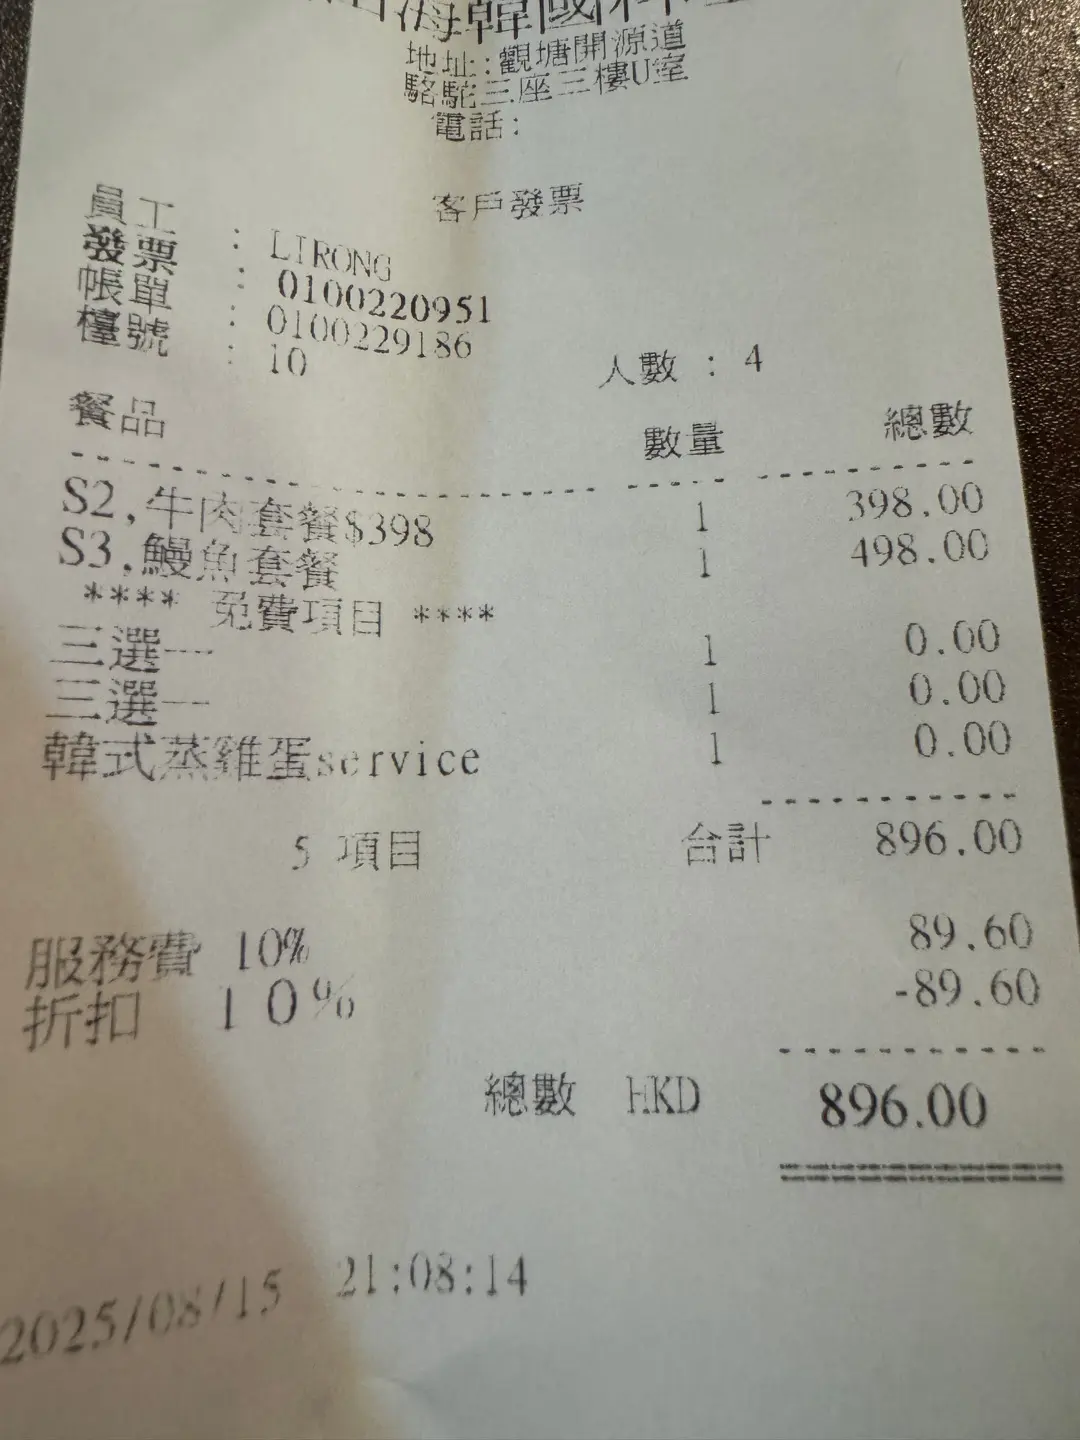 海韓國料
地址:觀塘開源道
駱駝三座三樓U室
電話:
客戶發票
員工 : LIRONG
發票 : 0100220951
帳單 : 0100229186
檯號 : 10 人數 : 4
餐品 數量 總數
S2,牛肉套餐$398 1 398.00
S3,鰻魚套餐 1 498.00
**** 免費項目 ****
三選一 1 0.00
三選一 1 0.00
韓式蒸雞蛋service 1 0.00
5 項目 合計 896.00
服務費 10% 89.60
折扣 10% -89.60
總數 HKD 896.00
2025/08/15 21:08:14